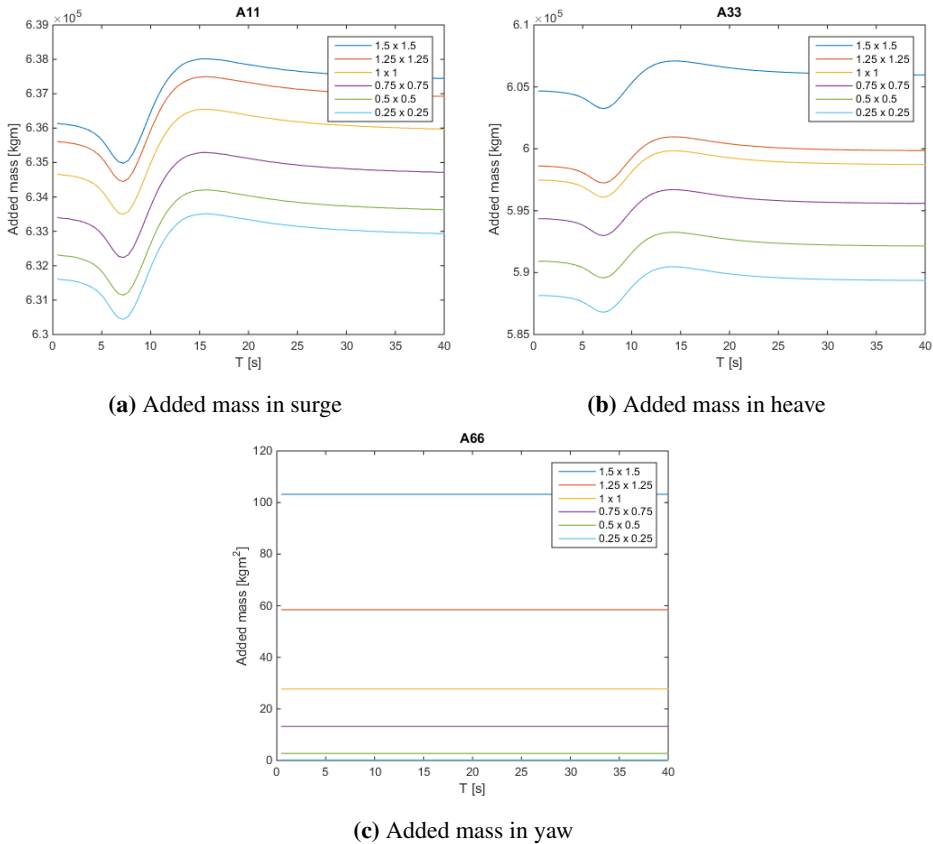 A11
×10⁵
6.39
6.38
6.37
6.36
6.35
6.34
6.33
6.32
6.31
6.3
Added mass [kgm]
1.5 x 1.5
1.25 x 1.25
1 x 1
0.75 x 0.75
0.5 x 0.5
0.25 x 0.25
0 5 10 15 20 25 30 35 40
T [s]
(a) Added mass in surge
A33
×10⁵
6.1
6.05
6
5.95
5.9
5.85
Added mass [kgm]
1.5 x 1.5
1.25 x 1.25
1 x 1
0.75 x 0.75
0.5 x 0.5
0.25 x 0.25
0 5 10 15 20 25 30 35 40
T [s]
(b) Added mass in heave
A66
120
100
80
60
40
20
0
Added mass [kgm²]
1.5 x 1.5
1.25 x 1.25
1 x 1
0.75 x 0.75
0.5 x 0.5
0.25 x 0.25
0 5 10 15 20 25 30 35 40
T [s]
(c) Added mass in yaw